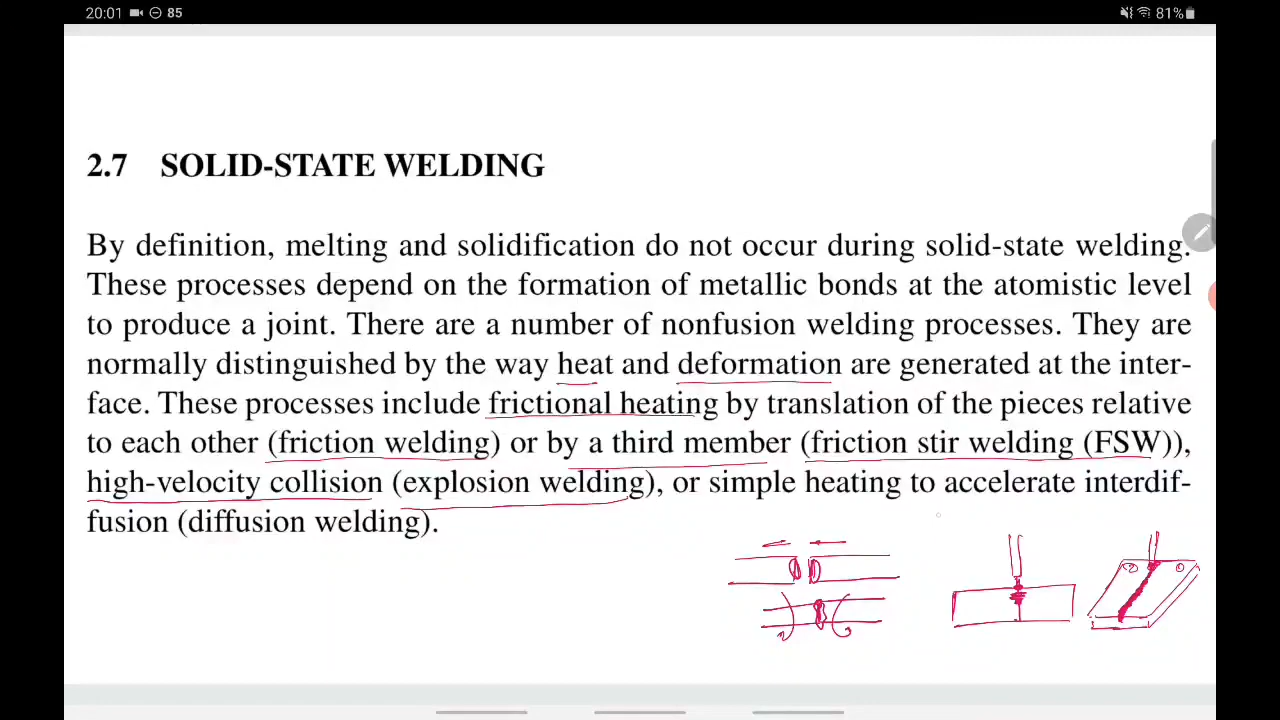 20:01 85 81%
2.7 SOLID-STATE WELDING
By definition, melting and solidification do not occur during solid-state welding.
These processes depend on the formation of metallic bonds at the atomistic level
to produce a joint. There are a number of nonfusion welding processes. They are
normally distinguished by the way heat and deformation are generated at the inter-
face. These processes include frictional heating by translation of the pieces relative
to each other (friction welding) or by a third member (friction stir welding (FSW)),
high-velocity collision (explosion welding), or simple heating to accelerate interdif-
fusion (diffusion welding).